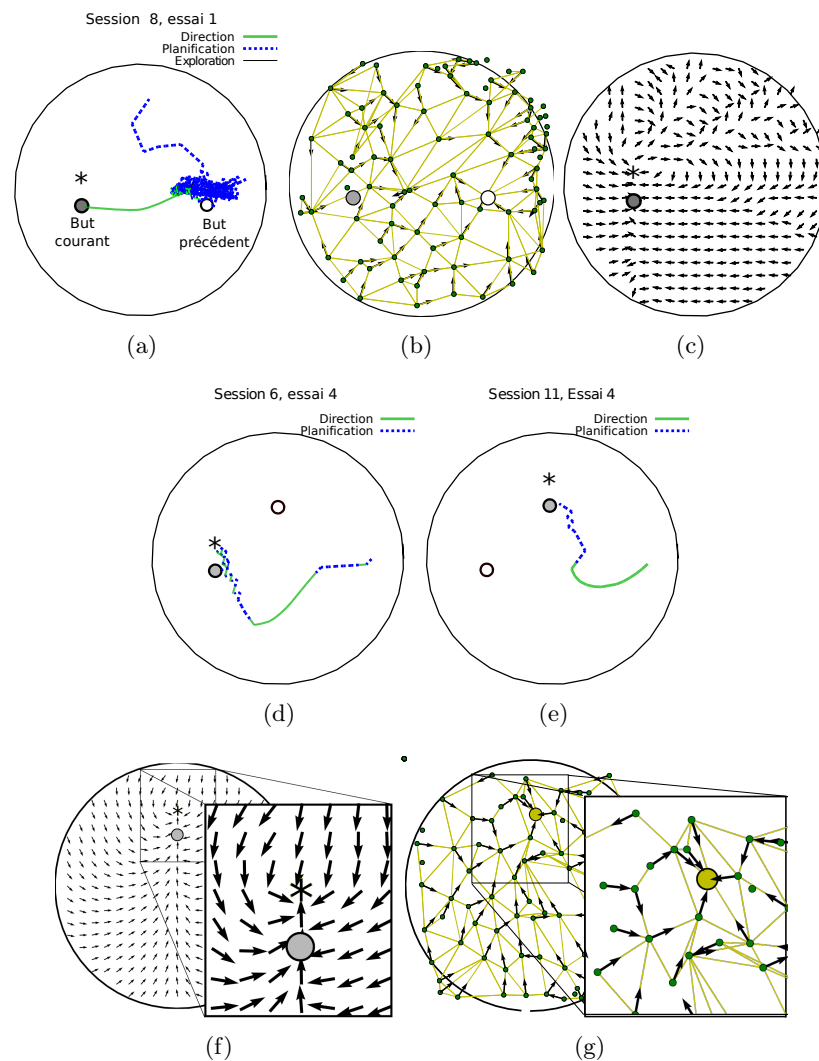 Session 8, essai 1
Direction
Planification
Exploration
*
But
courant
But
précédent
*
(a)
(b)
(c)
Session 6, essai 4
Session 11, Essai 4
Direction
Planification
Direction
Planification
*
*
(d)
(e)
*
*
(f)
(g)